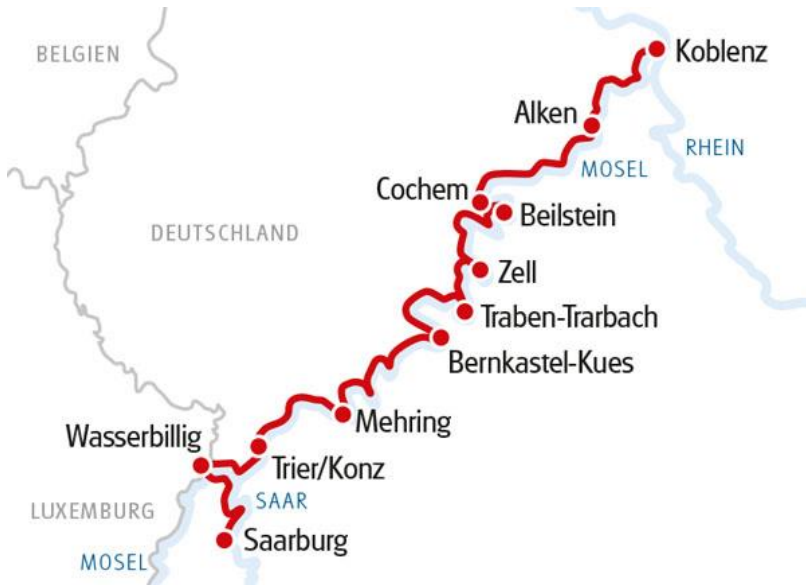 BELGIEN
Koblenz
Alken
RHEIN
MOSEL
Cochem
Beilstein
DEUTSCHLAND
Zell
Traben-Trarbach
Bernkastel-Kues
Mehring
Wasserbillig
Trier/Konz
SAAR
LUXEMBURG
Saarburg
MOSEL